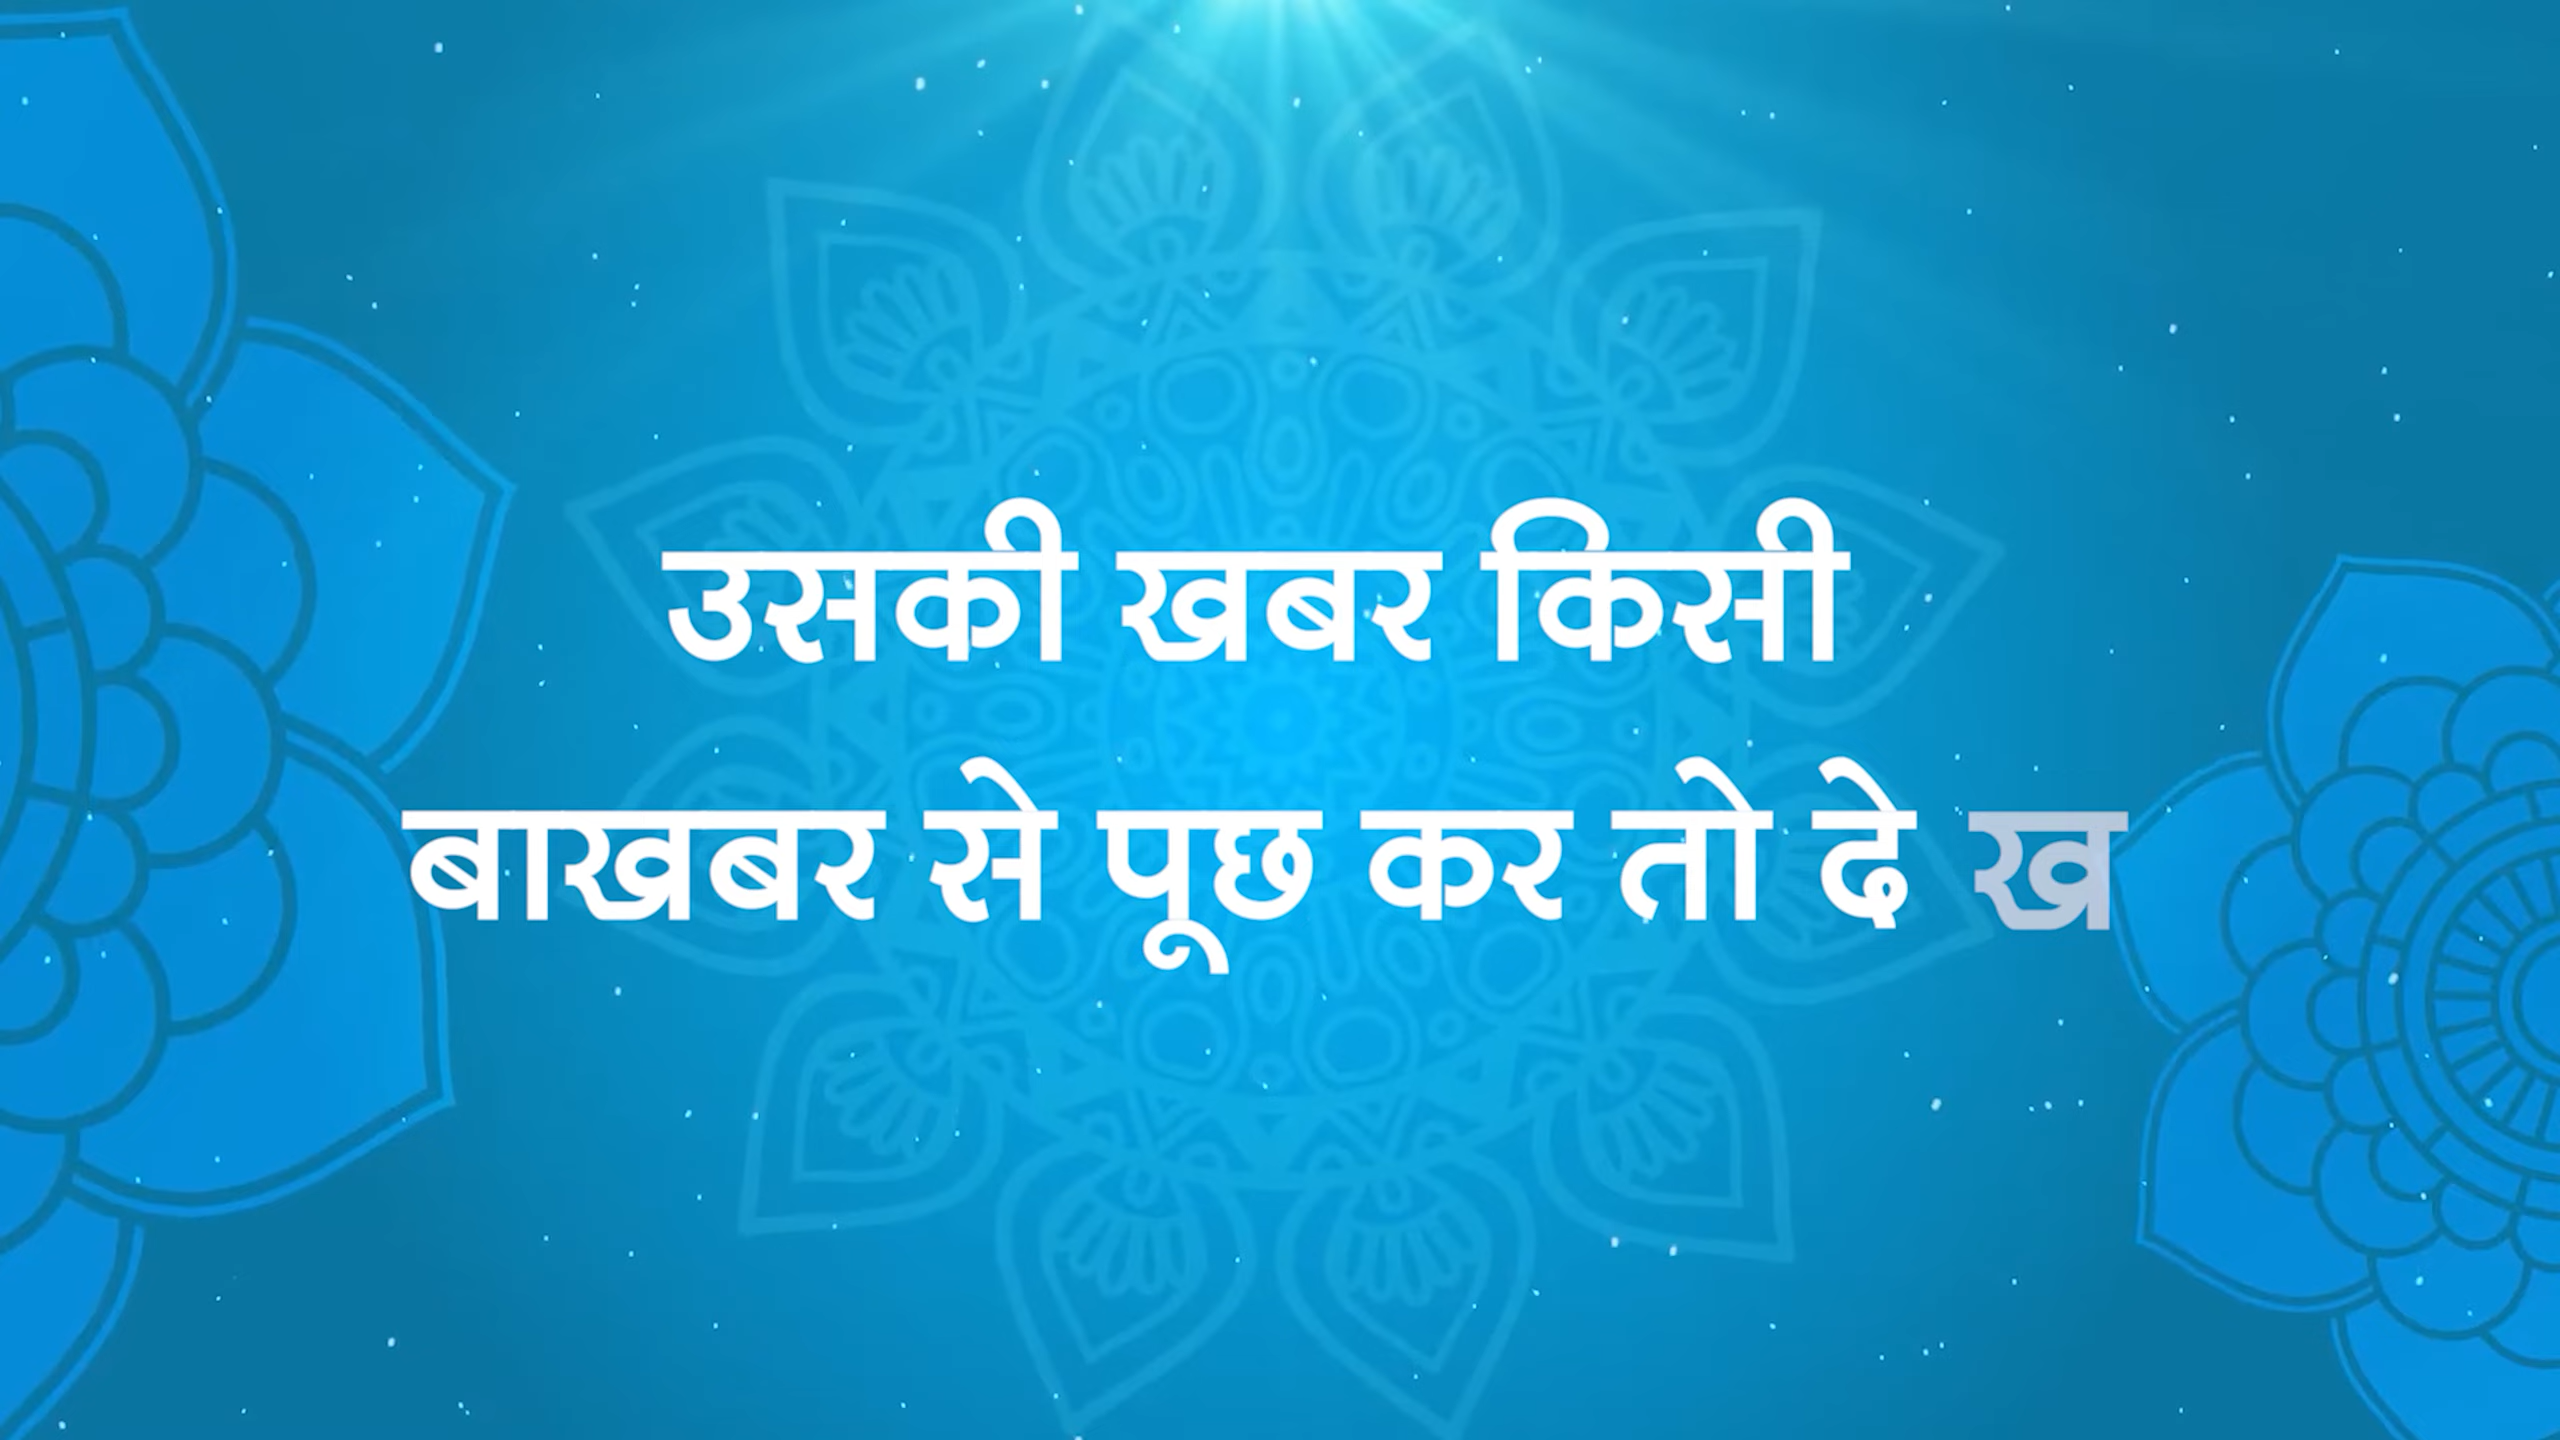 उसकी खबर किसी
बाखबर से पूछ कर तो दे ख